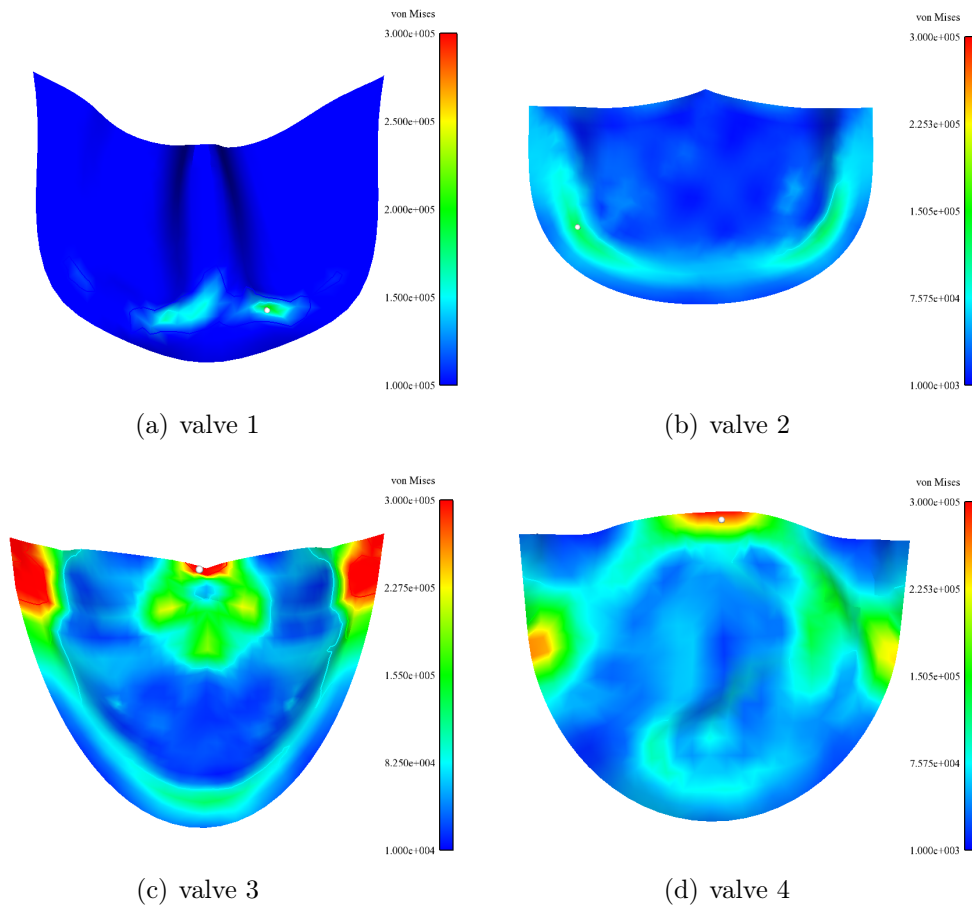 von Mises
3.000e+005
2.500e+005
2.000e+005
1.500e+005
1.000e+005
(a) valve 1
von Mises
3.000e+005
2.253e+005
1.505e+005
7.575e+004
1.000e+003
(b) valve 2
von Mises
3.000e+005
2.275e+005
1.550e+005
8.250e+004
1.000e+004
(c) valve 3
von Mises
3.000e+005
2.253e+005
1.505e+005
7.575e+004
1.000e+003
(d) valve 4